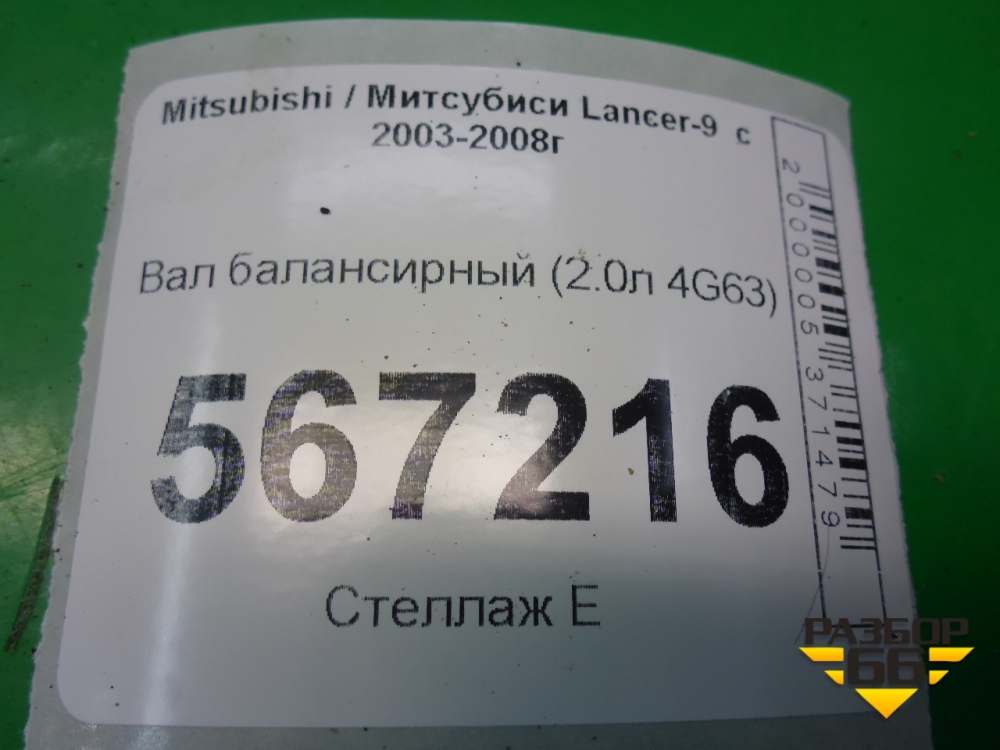 Mitsubishi / Митсубиси Lancer-9 с
2003-2008г
Вал балансирный (2.0л 4G63)
567216
Стеллаж Е
2000005371479
РАЗБОР
66